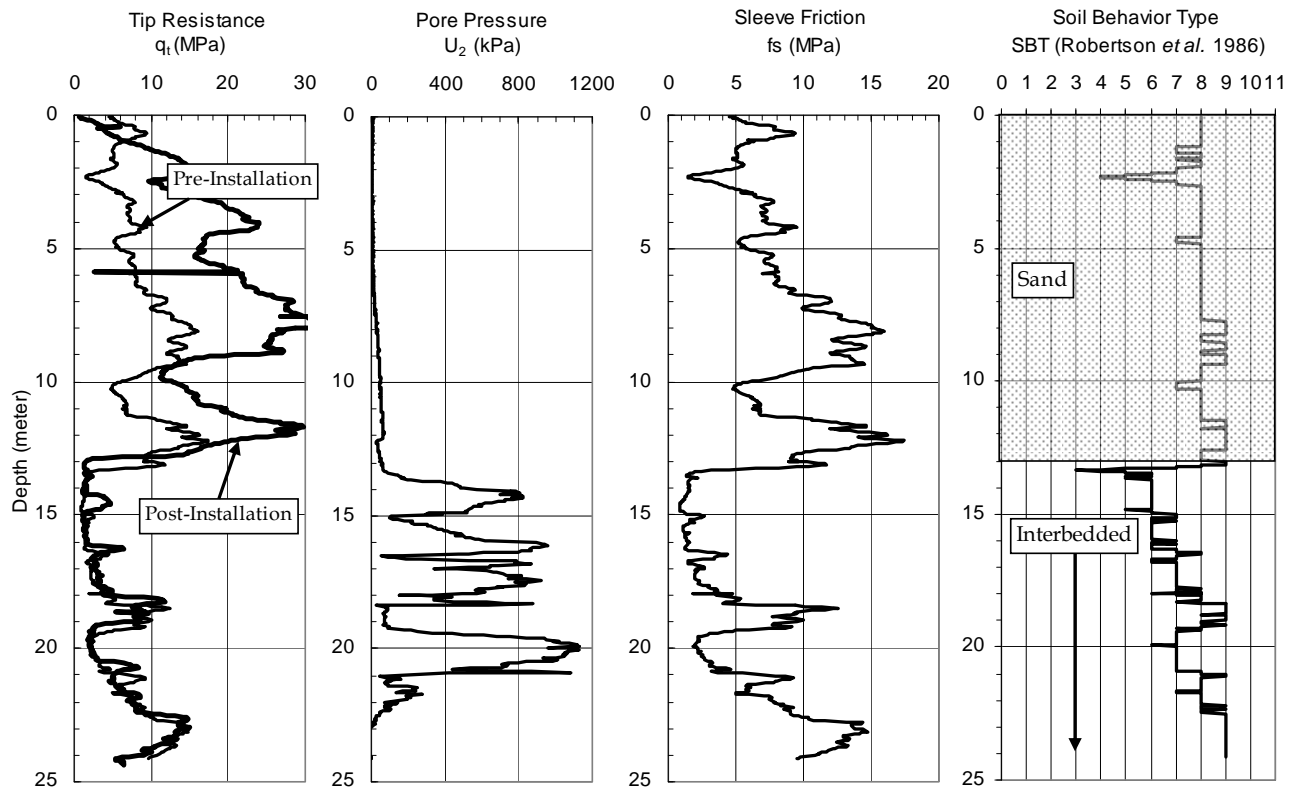 Tip Resistance
qₜ (MPa)
Pore Pressure
U₂ (kPa)
Sleeve Friction
fs (MPa)
Soil Behavior Type
SBT (Robertson et al. 1986)
0 10 20 30
0 400 800 1200
0 5 10 15 20
0 1 2 3 4 5 6 7 8 9 10 11
0 0 0 0
Pre-Installation
5 5 5 5
Sand
10 10 10 10
Depth (meter)
Post-Installation
15 15 15 15
Interbedded
20 20 20 20
25 25 25 25